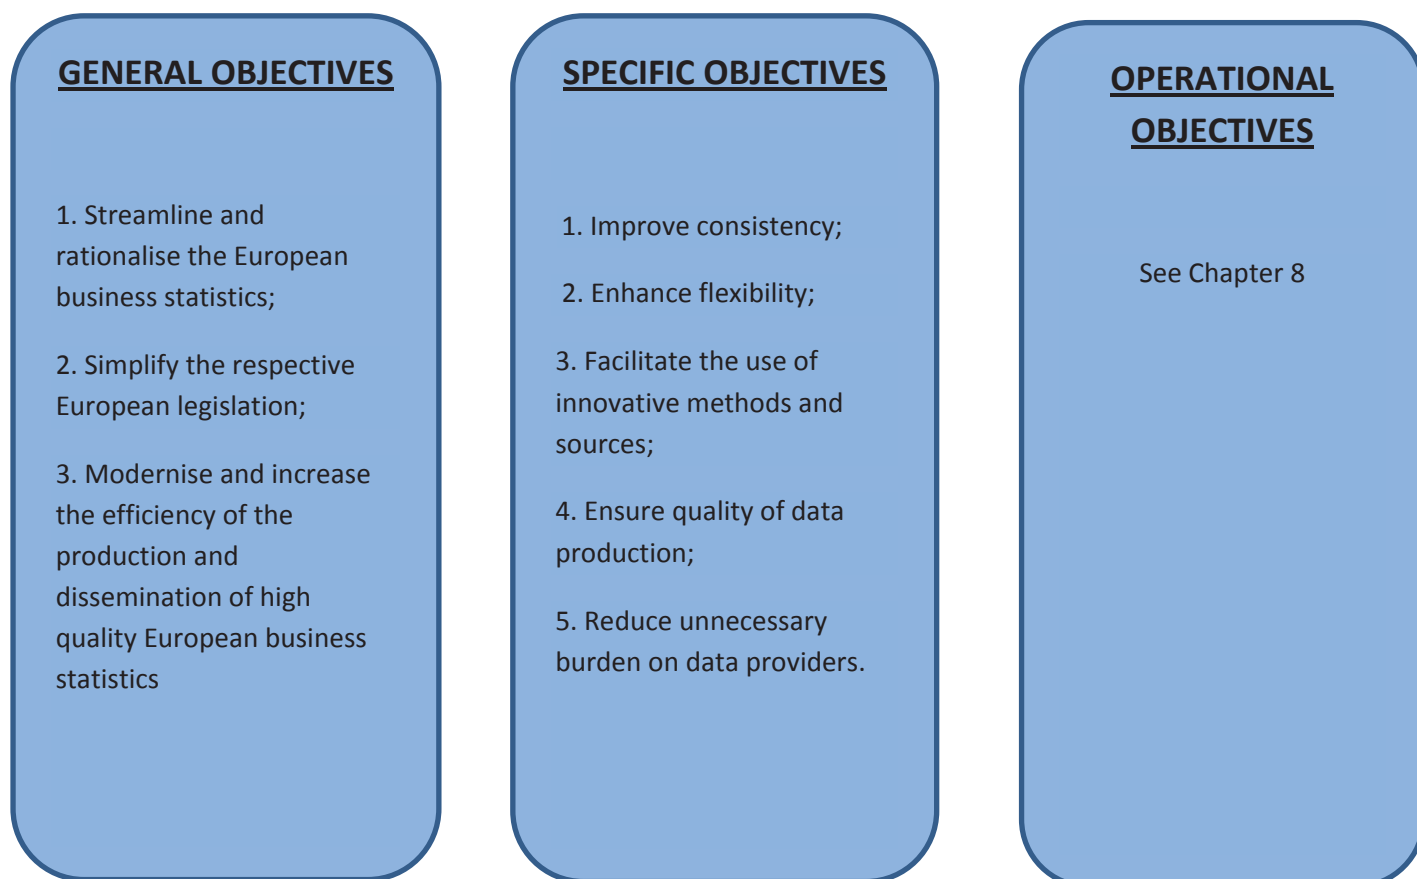 GENERAL OBJECTIVES
1. Streamline and
rationalise the European
business statistics;
2. Simplify the respective
European legislation;
3. Modernise and increase
the efficiency of the
production and
dissemination of high
quality European business
statistics
SPECIFIC OBJECTIVES
1. Improve consistency;
2. Enhance flexibility;
3. Facilitate the use of
innovative methods and
sources;
4. Ensure quality of data
production;
5. Reduce unnecessary
burden on data providers.
OPERATIONAL
OBJECTIVES
See Chapter 8